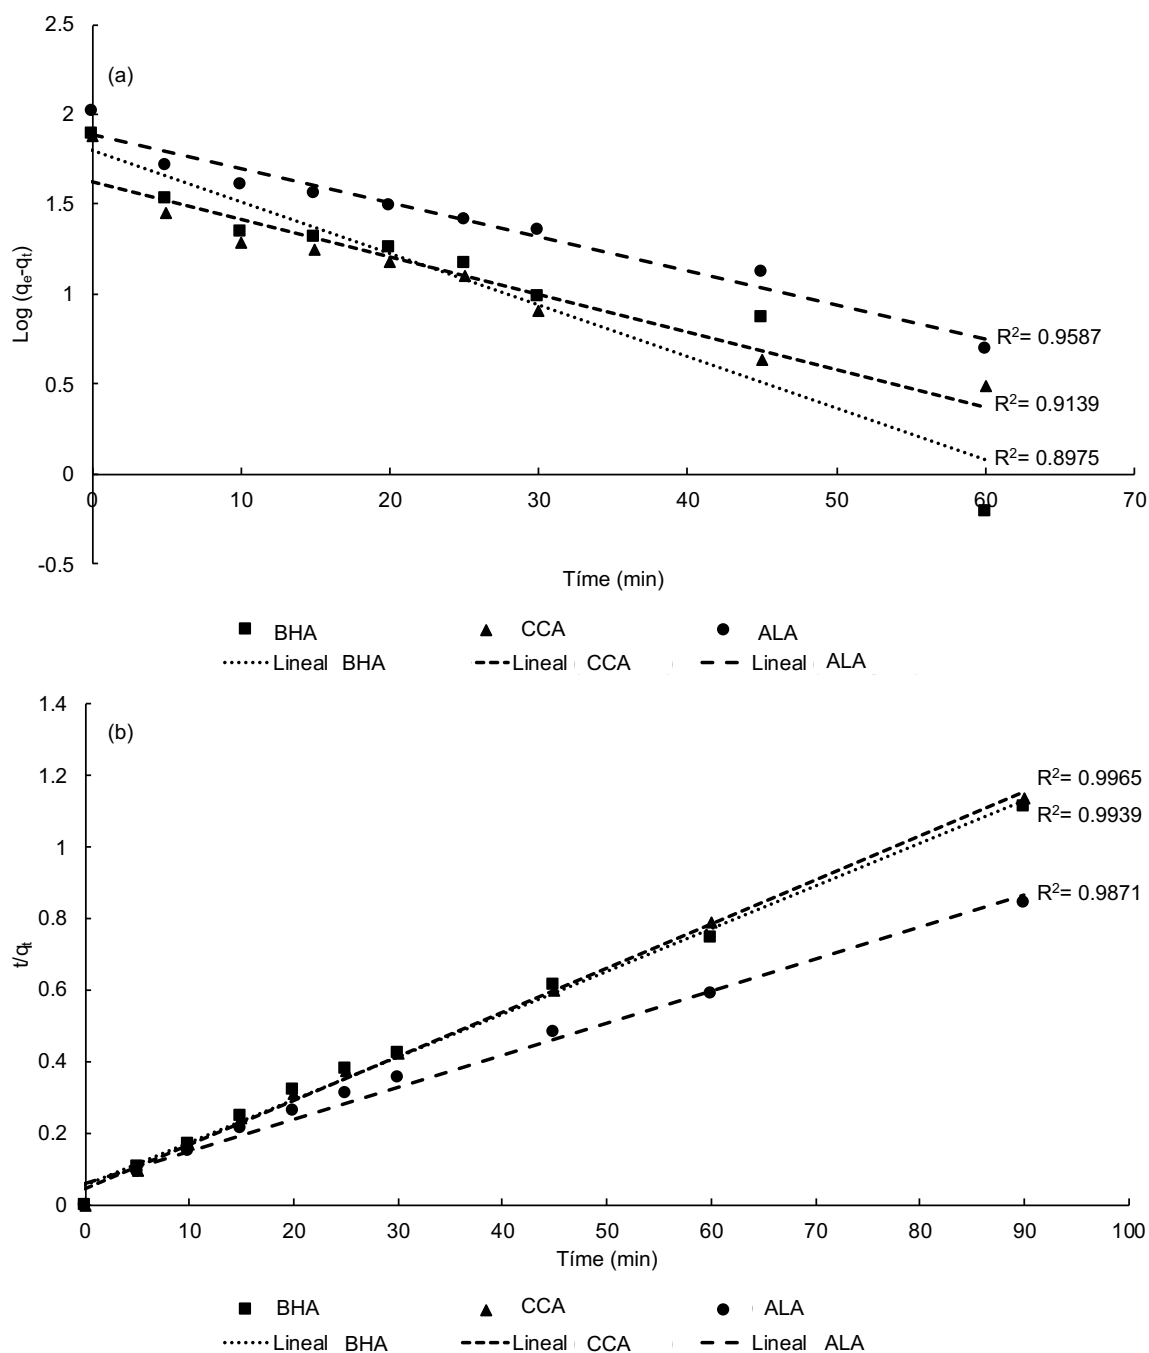 2.5
(a)
2
1.5
1
0.5
0
-0.5
Log (qe-qt)
R2= 0.9587
R2= 0.9139
R2= 0.8975
0 10 20 30 40 50 60 70
Tíme (min)
BHA CCA ALA
Lineal BHA Lineal CCA Lineal ALA
1.4
(b)
1.2
1
0.8
0.6
0.4
0.2
0
t/qt
R2= 0.9965
R2= 0.9939
R2= 0.9871
0 10 20 30 40 50 60 70 80 90 100
Tíme (min)
BHA CCA ALA
Lineal BHA Lineal CCA Lineal ALA